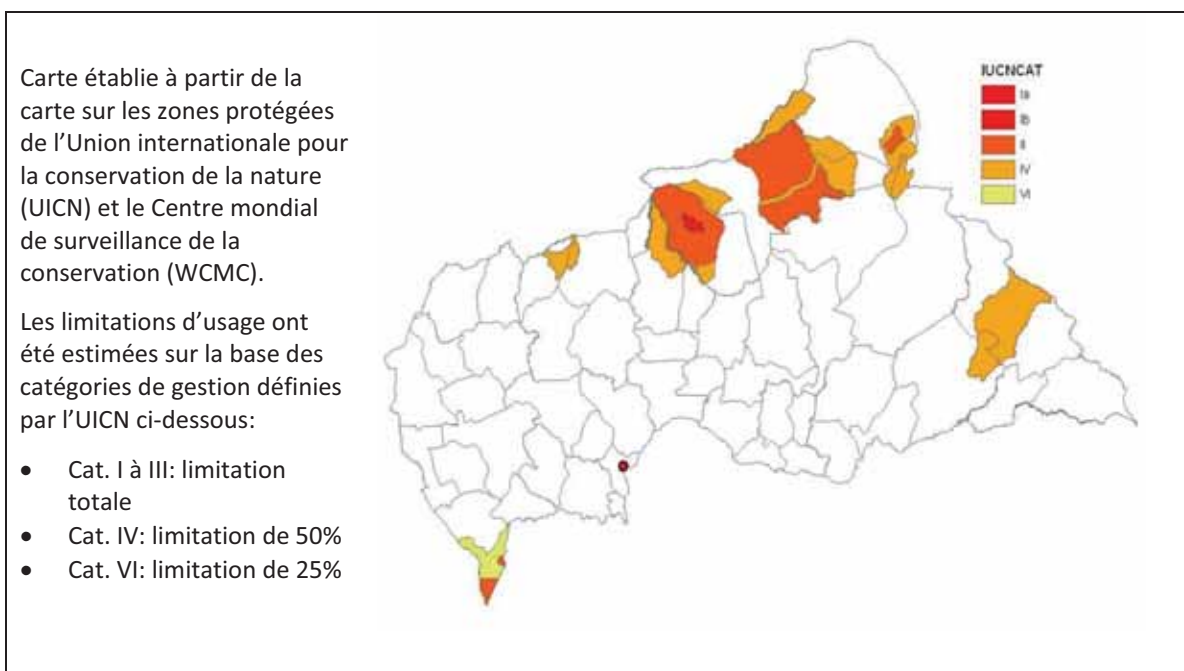 Carte établie à partir de la
carte sur les zones protégées
de l’Union internationale pour
la conservation de la nature
(UICN) et le Centre mondial
de surveillance de la
conservation (WCMC).
Les limitations d’usage ont
été estimées sur la base des
catégories de gestion définies
par l’UICN ci-dessous:
• Cat. I à III: limitation
totale
• Cat. IV: limitation de 50%
• Cat. VI: limitation de 25%
IUCNCAT
Ia
Ib
II
IV
VI